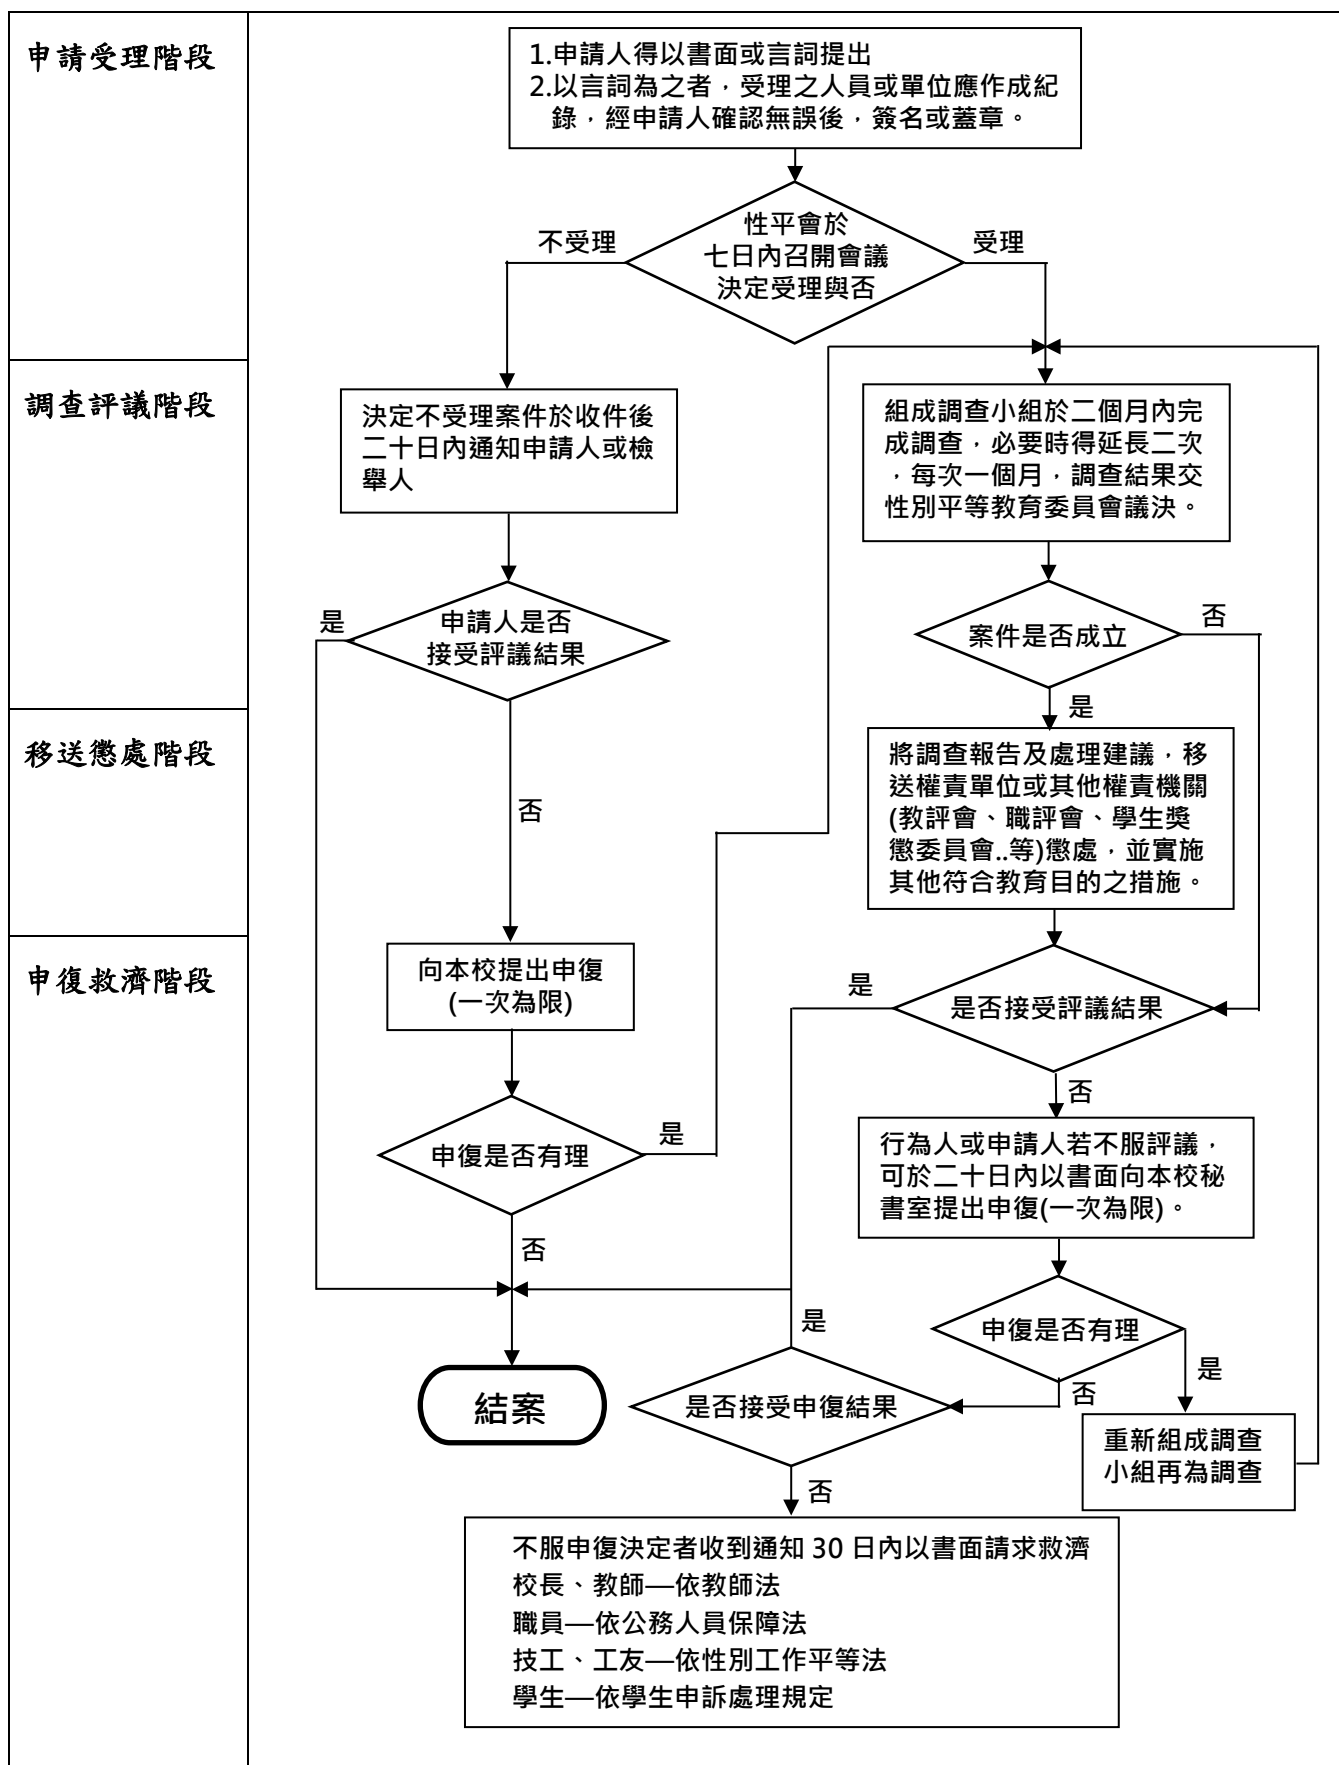 申請受理階段
1.申請人得以書面或言詞提出
2.以言詞為之者，受理之人員或單位應作成紀
錄，經申請人確認無誤後，簽名或蓋章。
性平會於
七日內召開會議
決定受理與否
不受理
受理
調查評議階段
決定不受理案件於收件後
二十日內通知申請人或檢
舉人
組成調查小組於二個月內完
成調查，必要時得延長二次
，每次一個月，調查結果交
性別平等教育委員會議決。
是
申請人是否
接受評議結果
案件是否成立
否
是
移送懲處階段
否
將調查報告及處理建議，移
送權責單位或其他權責機關
(教評會、職評會、學生獎
懲委員會..等)懲處，並實施
其他符合教育目的之措施。
申復救濟階段
向本校提出申復
(一次為限)
是
是否接受評議結果
否
申復是否有理
是
行為人或申請人若不服評議，
可於二十日內以書面向本校秘
書室提出申復(一次為限)。
否
是
申復是否有理
是
否
結案
是否接受申復結果
重新組成調查
小組再為調查
否
不服申復決定者收到通知 30 日內以書面請求救濟
校長、教師—依教師法
職員—依公務人員保障法
技工、工友—依性別工作平等法
學生—依學生申訴處理規定